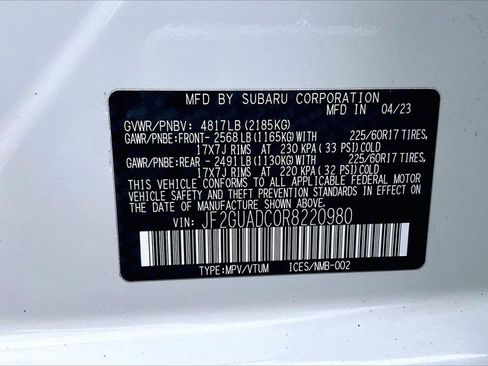 MFD BY SUBARU CORPORATION
MFD IN 04/23
GVWR/PNBV: 4817LB (2185KG)
GAWR/PNBE:FRONT-2568LB(1165KG)WITH 225/60R17 TIRES,
17X7J RIMS AT 230 KPA ( 33 PSI) COLD
GAWR/PNBE:REAR -2491LB(1130KG)WITH 225/60R17 TIRES,
17X7J RIMS AT 220 KPA ( 32 PSI) COLD
THIS VEHICLE CONFORMS TO ALL APPLICABLE FEDERAL MOTOR
VEHICLE SAFETY AND THEFT PREVENTION STANDARDS IN EFFECT
ON THE DATE OF MANUFACTURE SHOWN ABOVE.
VIN: JF2GUADC0R8220980
TYPE:MPV/VTUM ICES/NMB-002